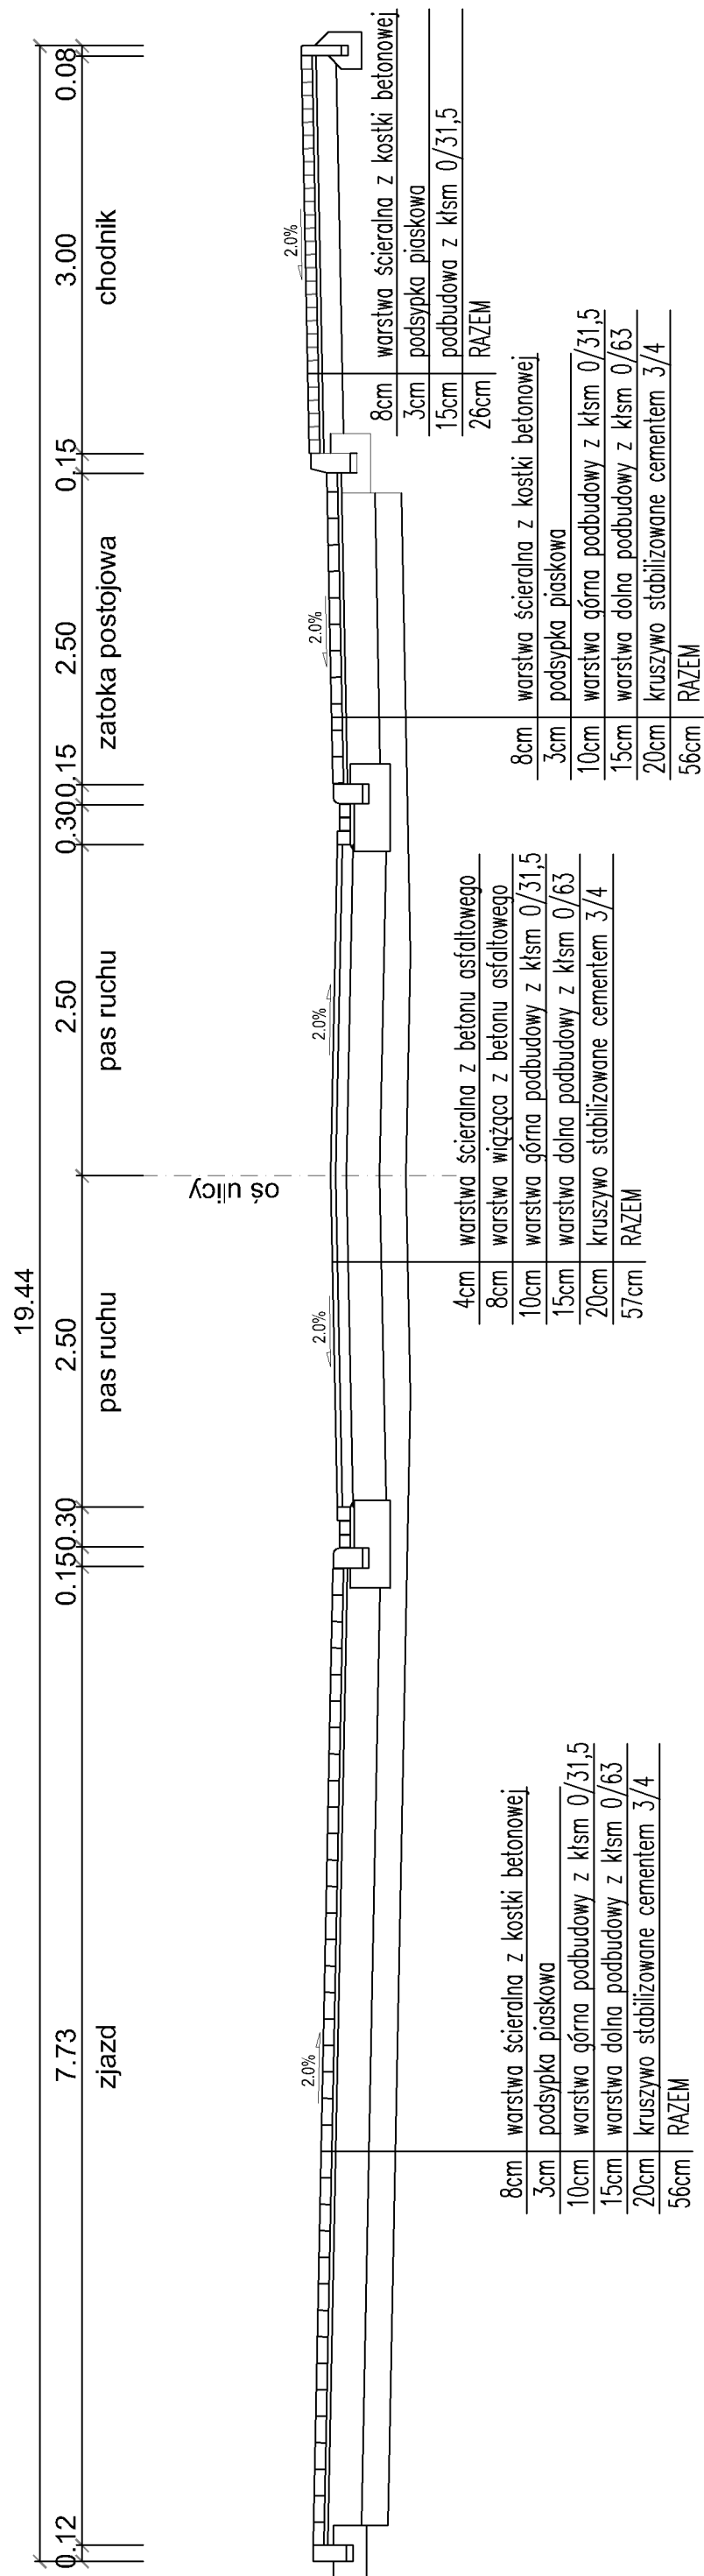 19.44
0.12
7.73
0.15
0.30
2.50
2.50
0.30
0.15
2.50
0.15
3.00
0.08
zjazd
pas ruchu
pas ruchu
zatoka postojowa
chodnik
oś ulicy
2.0%
2.0%
2.0%
2.0%
2.0%
8cm warstwa ścieralna z kostki betonowej
3cm podsypka piaskowa
10cm warstwa górna podbudowy z kłsm 0/31,5
15cm warstwa dolna podbudowy z kłsm 0/63
20cm kruszywo stabilizowane cementem 3/4
56cm RAZEM
4cm warstwa ścieralna z betonu asfaltowego
8cm warstwa wiążąca z betonu asfaltowego
10cm warstwa górna podbudowy z kłsm 0/31,5
15cm warstwa dolna podbudowy z kłsm 0/63
20cm kruszywo stabilizowane cementem 3/4
57cm RAZEM
8cm warstwa ścieralna z kostki betonowej
3cm podsypka piaskowa
10cm warstwa górna podbudowy z kłsm 0/31,5
15cm warstwa dolna podbudowy z kłsm 0/63
20cm kruszywo stabilizowane cementem 3/4
56cm RAZEM
8cm warstwa ścieralna z kostki betonowej
3cm podsypka piaskowa
15cm podbudowa z kłsm 0/31,5
26cm RAZEM